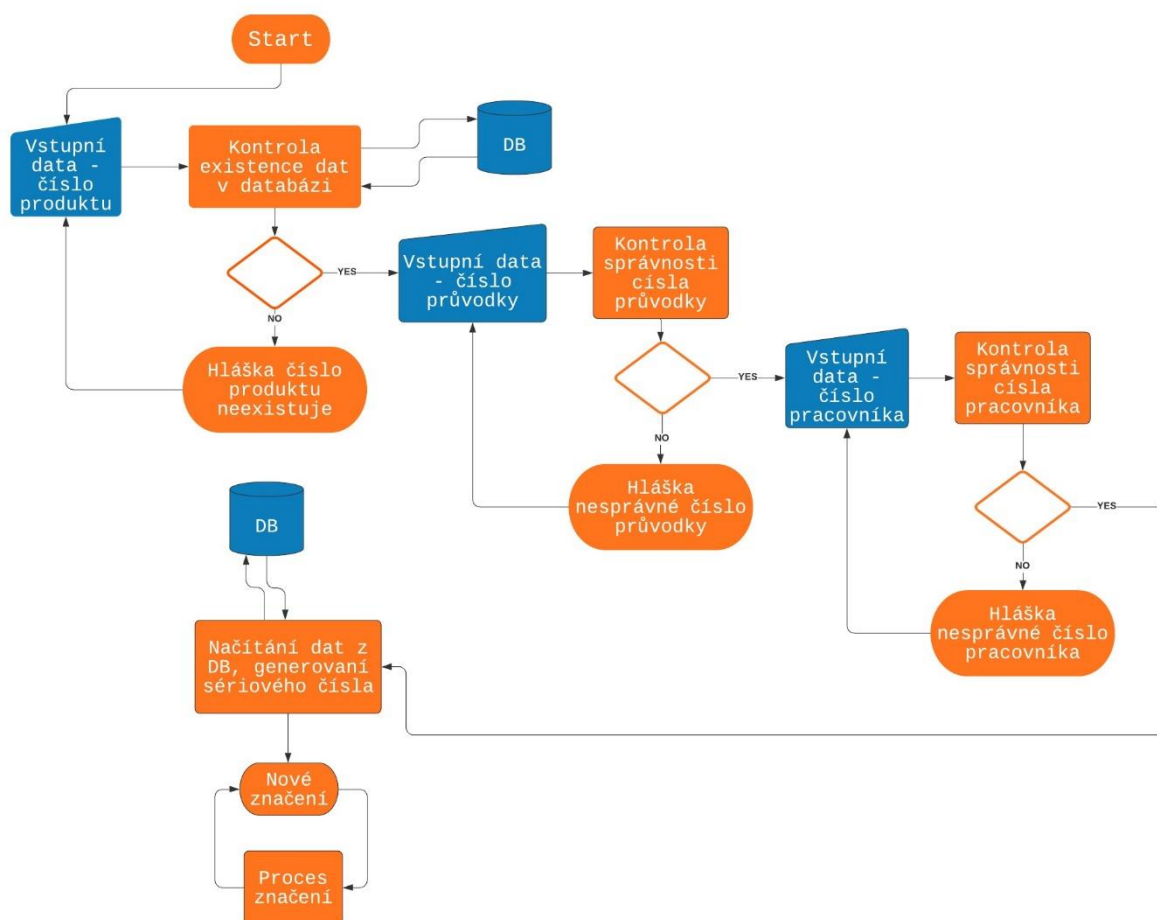 Start
Vstupní
data -
číslo
produktu
Kontrola
existence dat
v databázi
DB
YES
NO
Hláška číslo
produktu
neexistuje
Vstupní data
- číslo
průvodky
Kontrola
správnosti
císla
průvodky
YES
NO
Hláška
nesprávné číslo
průvodky
Vstupní
data -
číslo
pracovníka
Kontrola
správnosti
císla
pracovníka
YES
NO
Hláška
nesprávné číslo
pracovníka
DB
Načítání dat z
DB, generovaní
sériového čísla
Nové
značení
Proces
značení